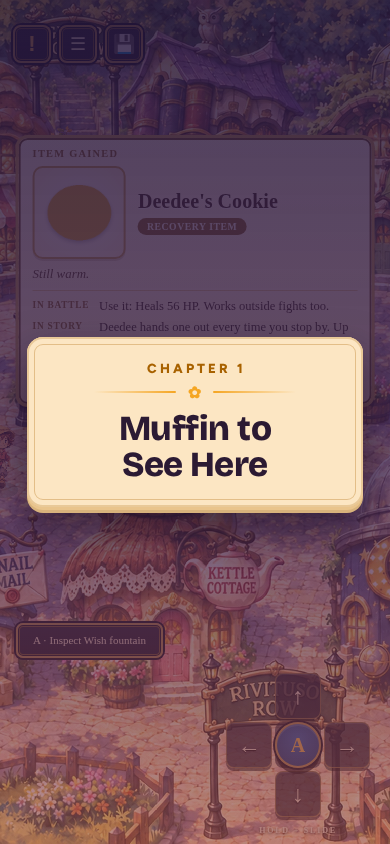 !
ITEM GAINED
Deedee's Cookie
RECOVERY ITEM
Still warm.
IN BATTLE Use it: Heals 56 HP. Works outside fights too.
IN STORY Deedee hands one out every time you stop by. Up
CHAPTER 1
Muffin to
See Here
SNAIL
MAIL
KETTLE
COTTAGE
A · Inspect Wish fountain
ROW
↑
← A →
↓